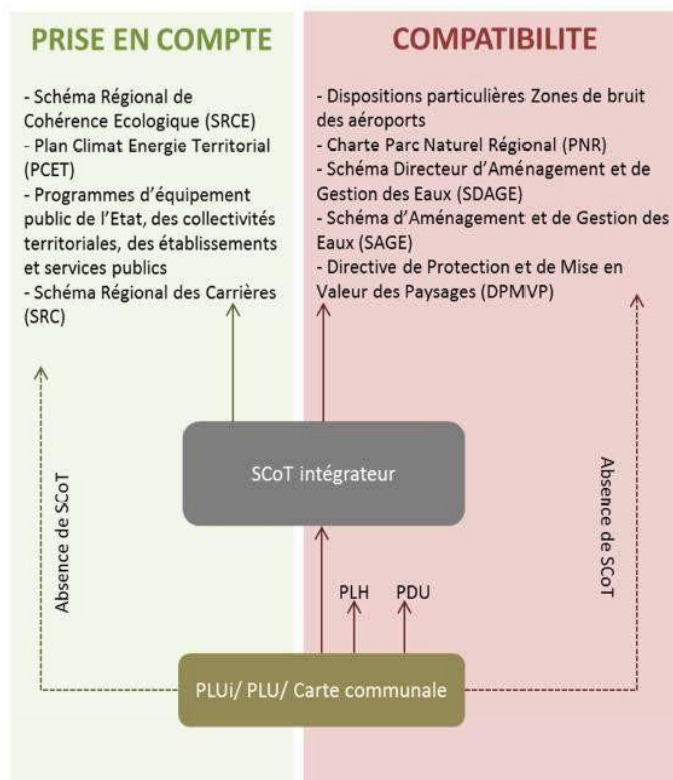 PRISE EN COMPTE
- Schéma Régional de
Cohérence Ecologique (SRCE)
- Plan Climat Energie Territorial
(PCET)
- Programmes d'équipement
public de l'Etat, des collectivités
territoriales, des établissements
et services publics
- Schéma Régional des Carrières
(SRC)
COMPATIBILITE
- Dispositions particulières Zones de bruit
des aéroports
- Charte Parc Naturel Régional (PNR)
- Schéma Directeur d'Aménagement et de
Gestion des Eaux (SDAGE)
- Schéma d'Aménagement et de Gestion des
Eaux (SAGE)
- Directive de Protection et de Mise en
Valeur des Paysages (DPMVP)
SCoT intégrateur
Absence de SCoT
Absence de SCoT
PLH
PDU
PLUi/ PLU/ Carte communale